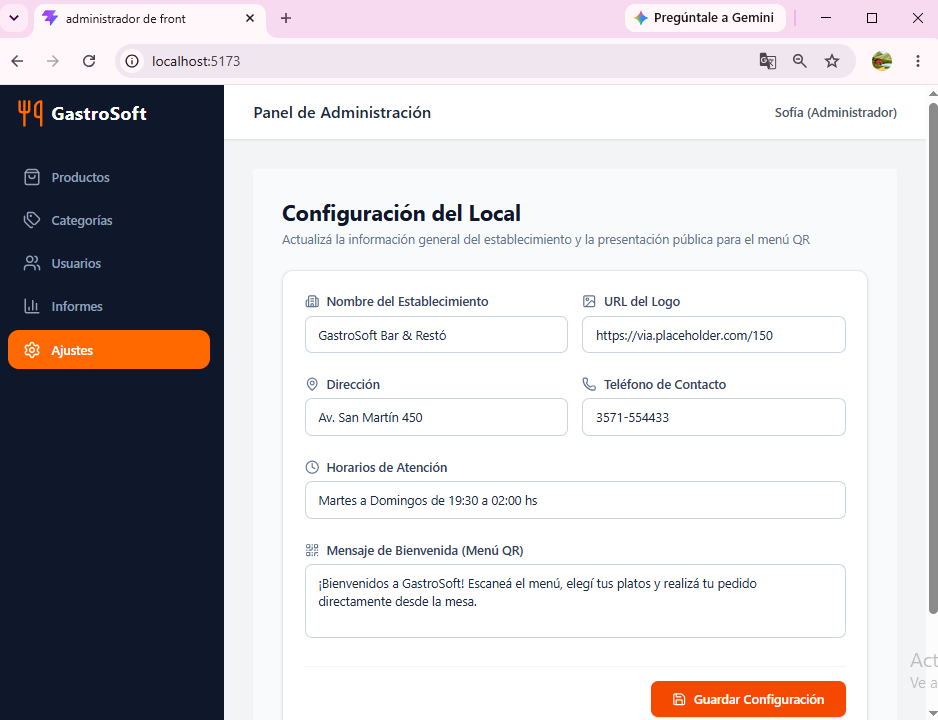 administrador de front
Pregúntale a Gemini
localhost:5173
GastroSoft
Panel de Administración
Sofía (Administrador)
Productos
Categorías
Usuarios
Informes
Ajustes
Configuración del Local
Actualizá la información general del establecimiento y la presentación pública para el menú QR
Nombre del Establecimiento
URL del Logo
GastroSoft Bar & Restó
https://via.placeholder.com/150
Dirección
Teléfono de Contacto
Av. San Martín 450
3571-554433
Horarios de Atención
Martes a Domingos de 19:30 a 02:00 hs
Mensaje de Bienvenida (Menú QR)
¡Bienvenidos a GastroSoft! Escaneá el menú, elegí tus platos y realizá tu pedido
directamente desde la mesa.
Act
Ve a
Guardar Configuración